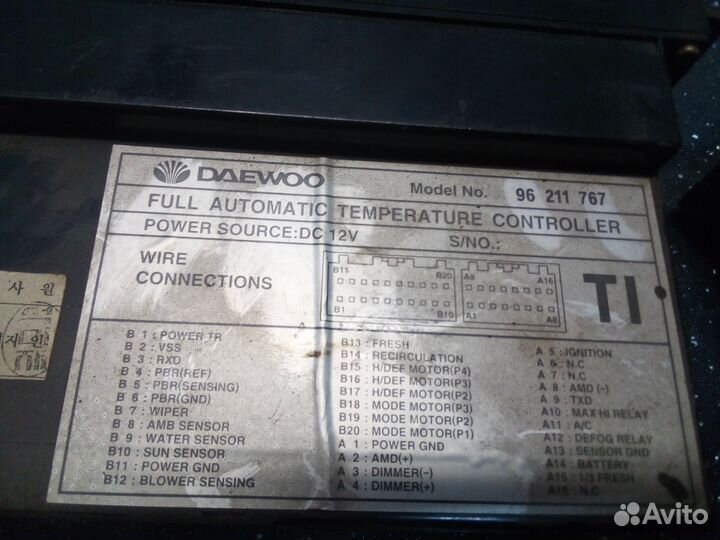 DAEWOO Model No. 96 211 767
FULL AUTOMATIC TEMPERATURE CONTROLLER
POWER SOURCE:DC 12V S/NO.:
WIRE
CONNECTIONS
B11 B20 A9 A16
B1 B10 A1 A8
TI
B 1 : POWER TR
B 2 : VSS
B 3 : RXD
B 4 : PBR(REF)
B 5 : PBR(SENSING)
B 6 : PBR(GND)
B 7 : WIPER
B 8 : AMB SENSOR
B 9 : WATER SENSOR
B10 : SUN SENSOR
B11 : POWER GND
B12 : BLOWER SENSING
B13 : FRESH
B14 : RECIRCULATION
B15 : H/DEF MOTOR(P4)
B16 : H/DEF MOTOR(P3)
B17 : H/DEF MOTOR(P2)
B18 : MODE MOTOR(P3)
B19 : MODE MOTOR(P2)
B20 : MODE MOTOR(P1)
A 1 : POWER GND
A 2 : AMD(+)
A 3 : DIMMER(-)
A 4 : DIMMER(+)
A 5 : IGNITION
A 6 : N.C
A 7 : N.C
A 8 : AMD (-)
A 9 : TXD
A10 : MAX HI RELAY
A11 : A/C
A12 : DEFOG RELAY
A13 : SENSOR GND
A14 : BATTERY
A15 : 1/3 FRESH
A16 : N.C
사 원
Avito